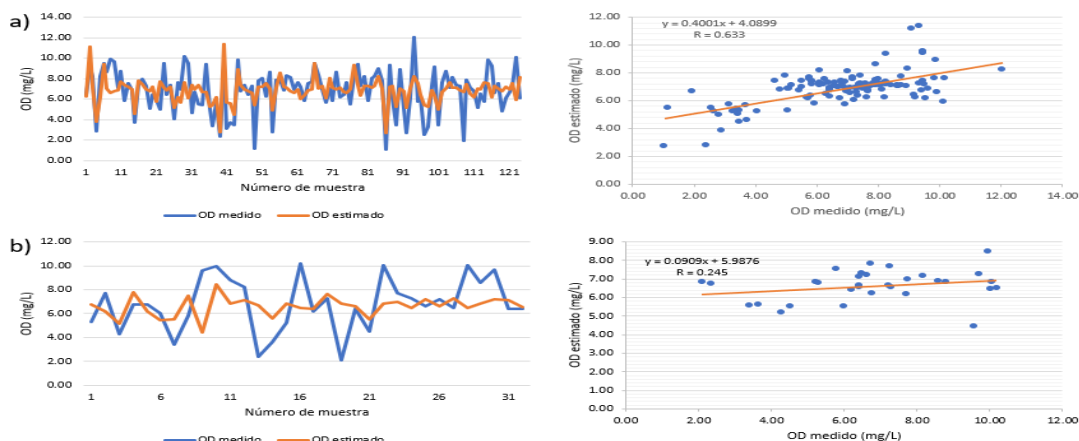 a)
14.00
12.00
10.00
8.00
6.00
4.00
2.00
0.00
OD (mg/L)
1 11 21 31 41 51 61 71 81 91 101 111 121
Número de muestra
OD medido OD estimado
y = 0.4001x + 4.0899
R = 0.633
12.00
10.00
8.00
6.00
4.00
2.00
0.00
OD estimado (mg/L)
0.00 2.00 4.00 6.00 8.00 10.00 12.00 14.00
OD medido (mg/L)
b)
12.00
10.00
8.00
6.00
4.00
2.00
0.00
OD (mg/L)
1 6 11 16 21 26 31
Número de muestra
OD medido OD estimado
y = 0.0909x + 5.9876
R = 0.245
9.00
8.00
7.00
6.00
5.00
4.00
3.00
2.00
1.00
0.00
OD estimado (mg/L)
0.00 2.00 4.00 6.00 8.00 10.00 12.00
OD medido (mg/L)